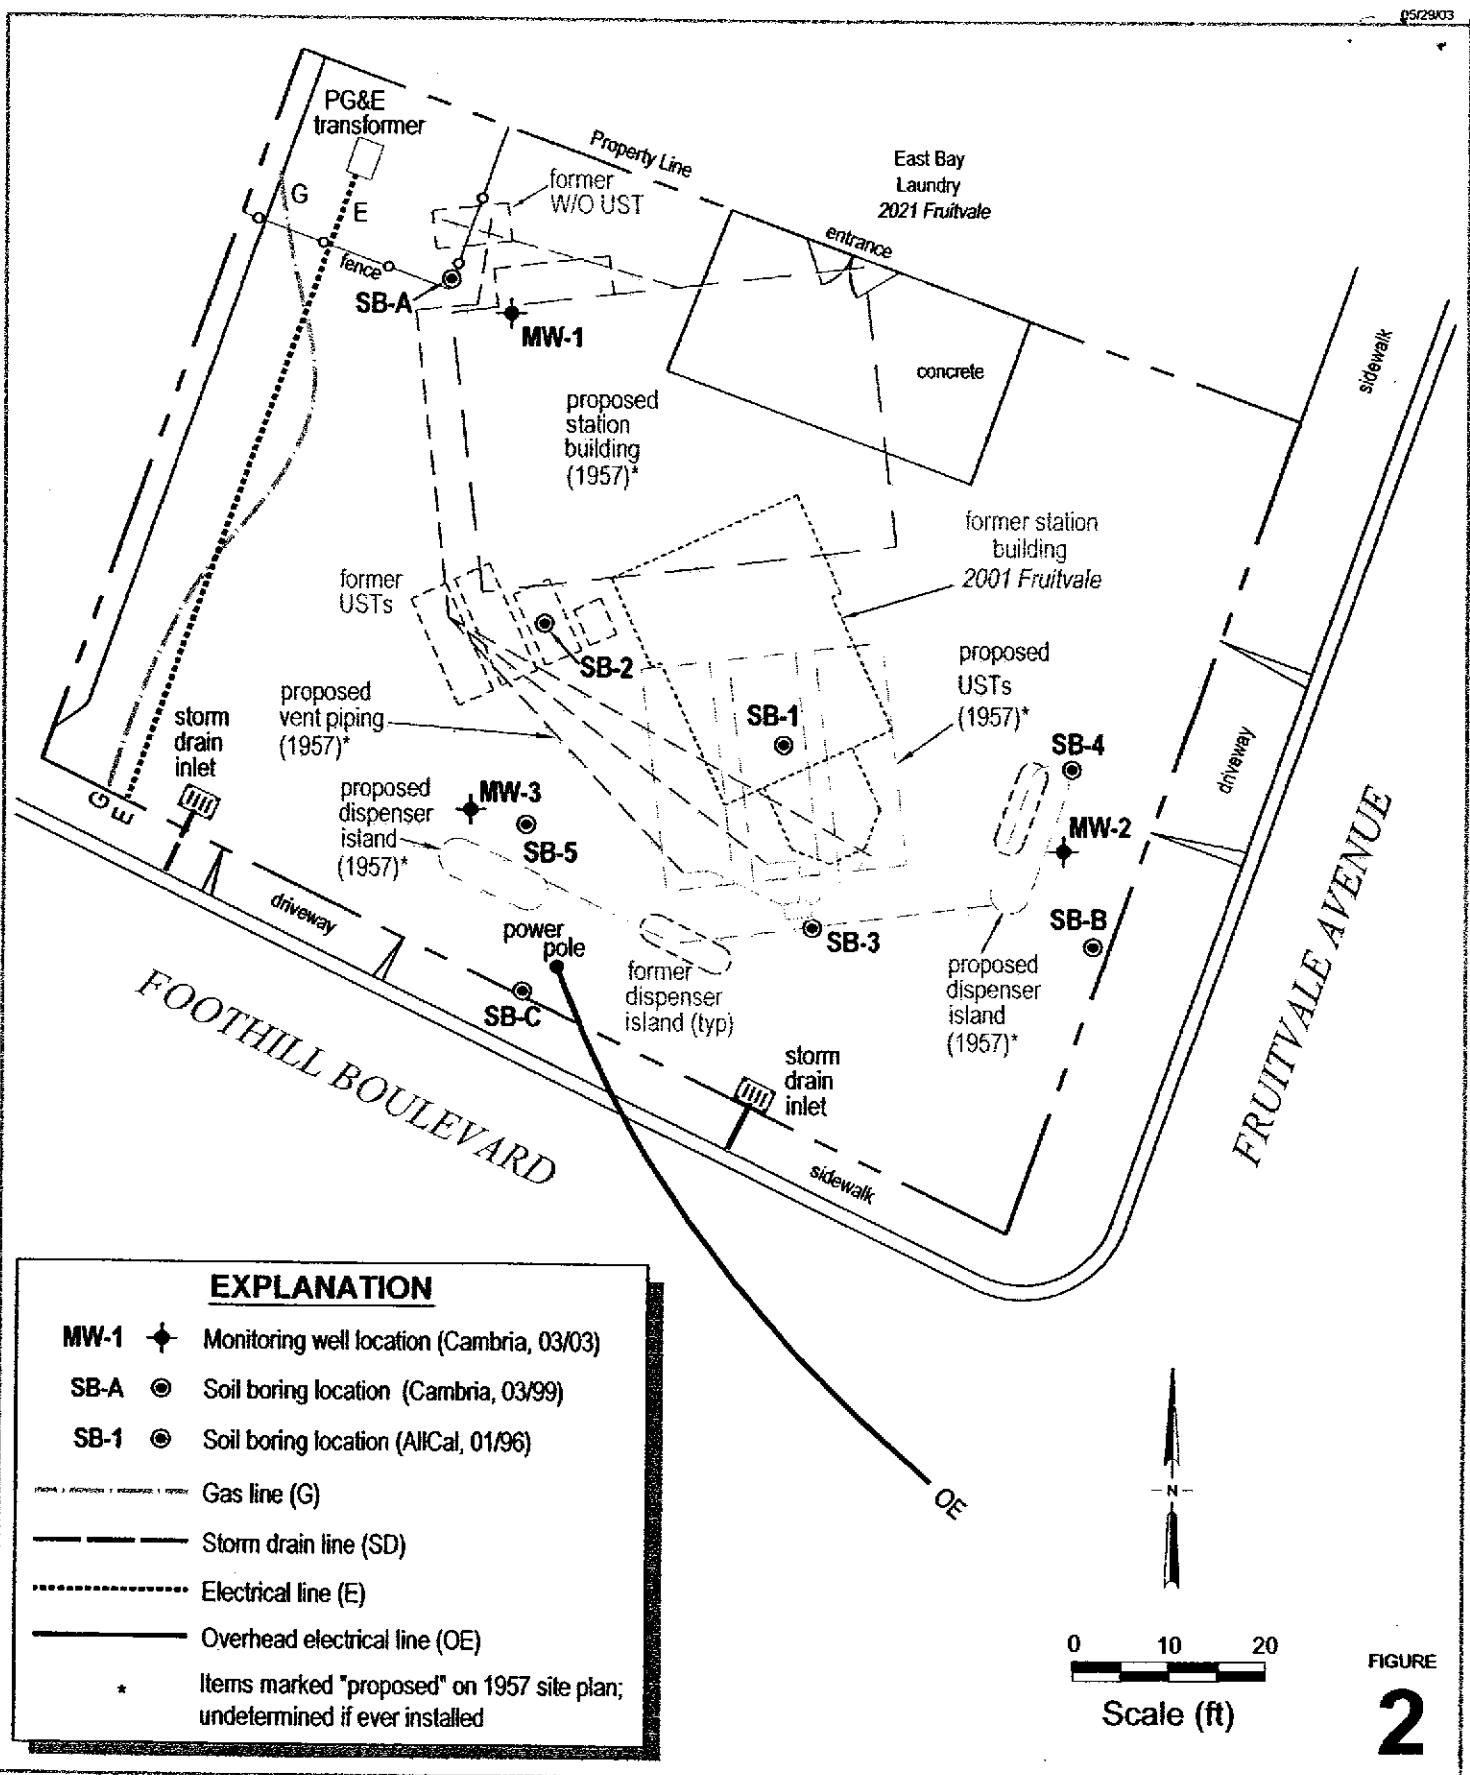 05/29/03
PG&E
transformer
Property Line
East Bay
Laundry
2021 Fruitvale
former
W/O UST
G
E
entrance
fence
SB-A
MW-1
sidewalk
concrete
proposed
station
building
(1957)*
former station
building
2001 Fruitvale
former
USTs
SB-2
proposed
USTs
(1957)*
proposed
vent piping
(1957)*
storm
drain
inlet
SB-1
SB-4
driveway
G
E
proposed
dispenser
island
(1957)*
MW-3
SB-5
MW-2
driveway
power
pole
SB-3
SB-B
SB-C
former
dispenser
island (typ)
proposed
dispenser
island
(1957)*
FOOTHILL BOULEVARD
FRUITVALE AVENUE
storm
drain
inlet
sidewalk
OE
EXPLANATION
MW-1 Monitoring well location (Cambria, 03/03)
SB-A Soil boring location (Cambria, 03/99)
SB-1 Soil boring location (AllCal, 01/96)
Gas line (G)
Storm drain line (SD)
Electrical line (E)
Overhead electrical line (OE)
* Items marked "proposed" on 1957 site plan;
undetermined if ever installed
N
0 10 20
Scale (ft)
FIGURE
2